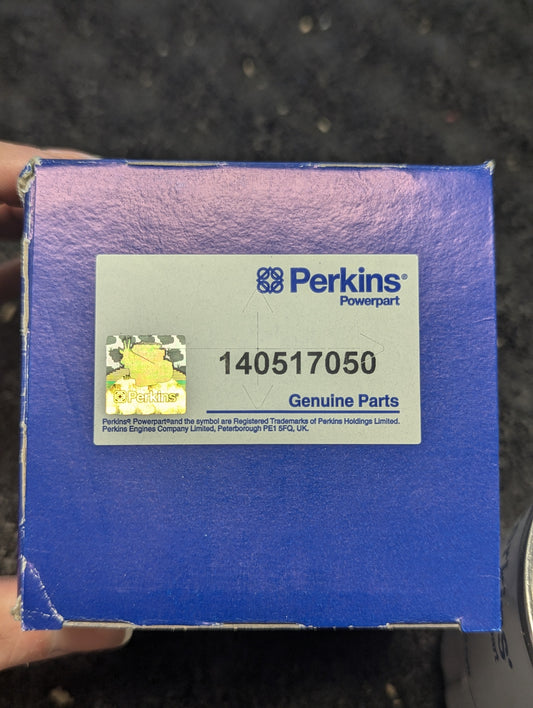 Perkins®
Powerpart
140517050
Perkins
Genuine Parts
Perkins® Powerpart® and the symbol are Registered Trademarks of Perkins Holdings Limited.
Perkins Engines Company Limited, Peterborough PE1 5FQ, UK.